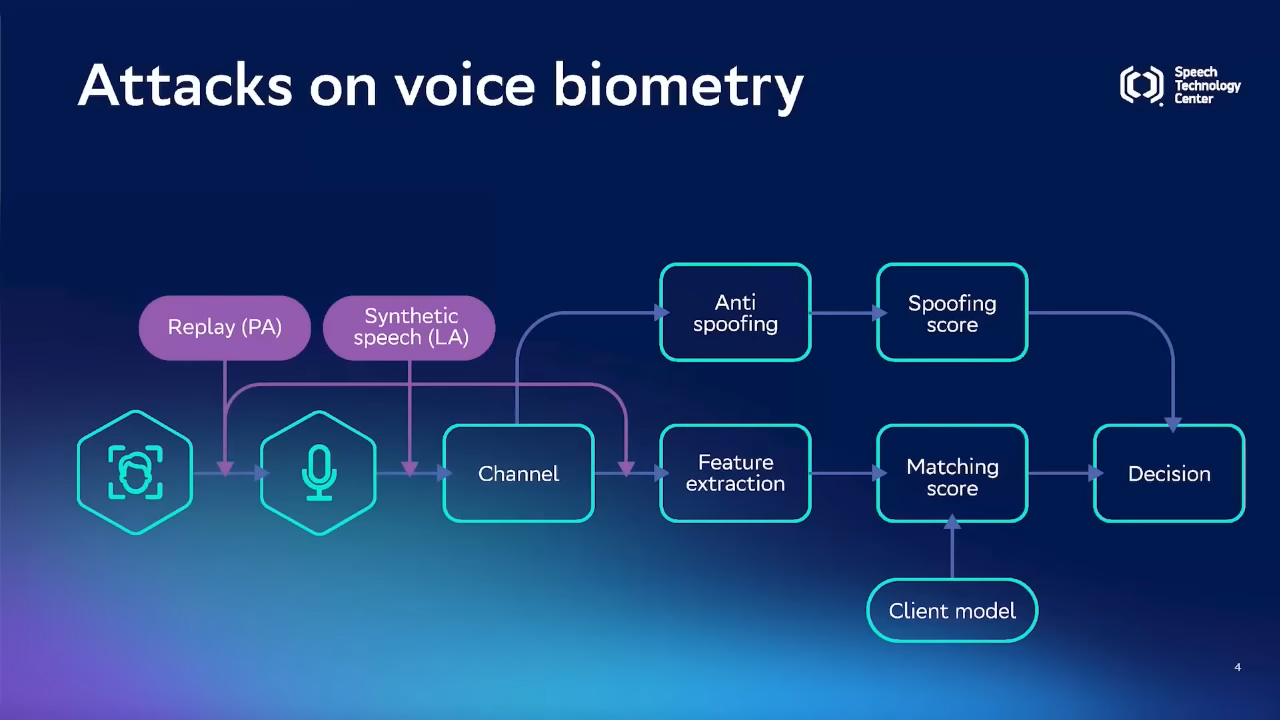 Attacks on voice biometry
Speech
Technology
Center
Replay (PA)
Synthetic
speech (LA)
Anti
spoofing
Spoofing
score
Channel
Feature
extraction
Matching
score
Decision
Client model
4